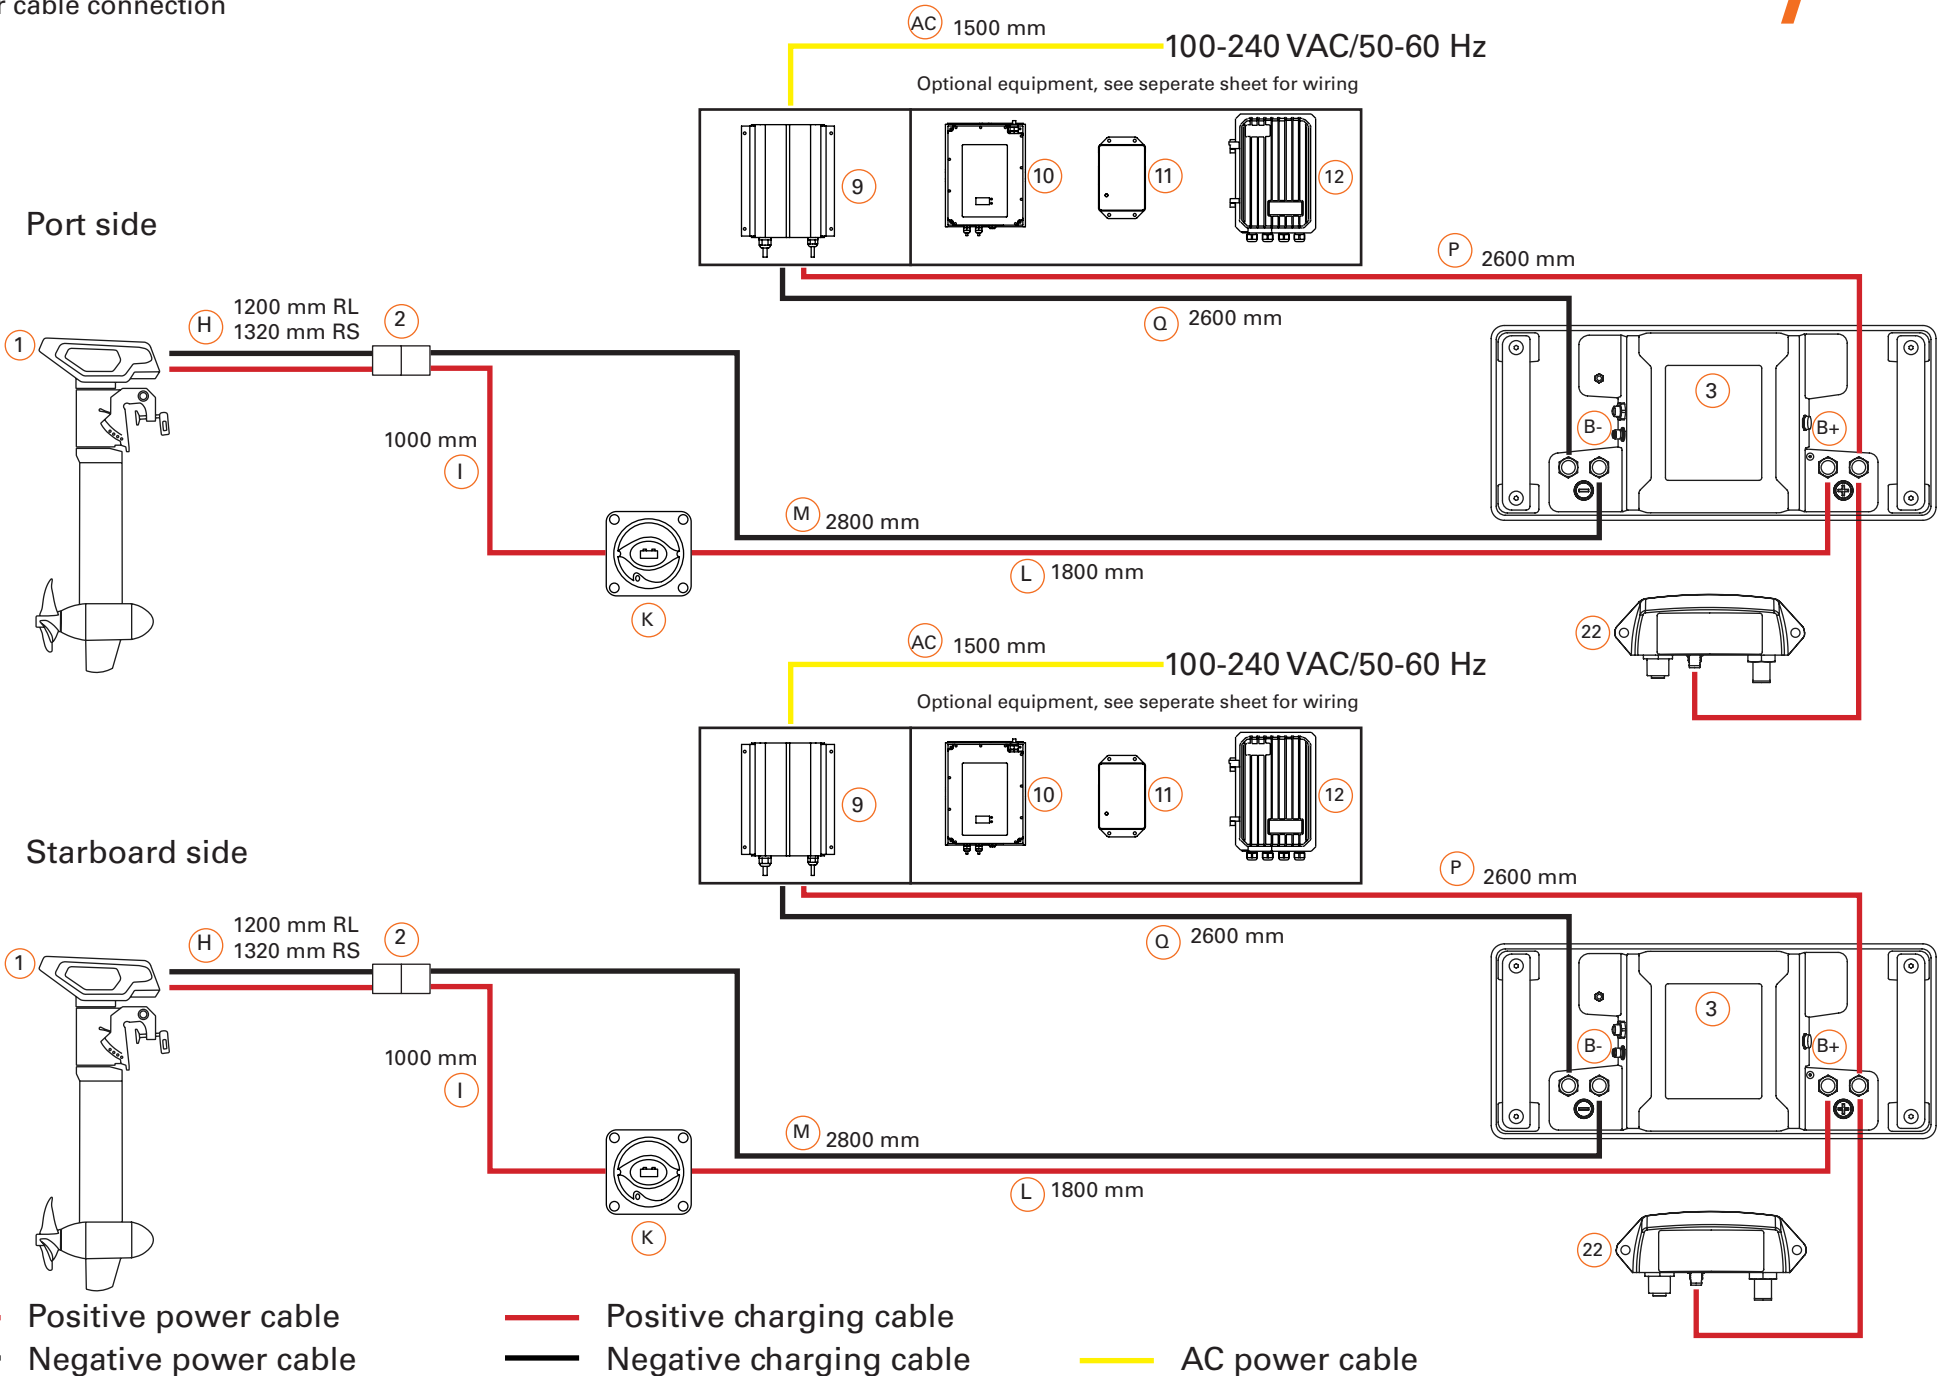 r cable connection
AC 1500 mm
100-240 VAC/50-60 Hz
Optional equipment, see seperate sheet for wiring
9
10
11
12
Port side
P 2600 mm
Q 2600 mm
1
H 1200 mm RL
1320 mm RS
2
3
B-
B+
1000 mm
I
M 2800 mm
L 1800 mm
K
22
AC 1500 mm
100-240 VAC/50-60 Hz
Optional equipment, see seperate sheet for wiring
9
10
11
12
Starboard side
P 2600 mm
Q 2600 mm
1
H 1200 mm RL
1320 mm RS
2
3
B-
B+
1000 mm
I
M 2800 mm
L 1800 mm
K
22
Positive power cable
Positive charging cable
Negative power cable
Negative charging cable
AC power cable